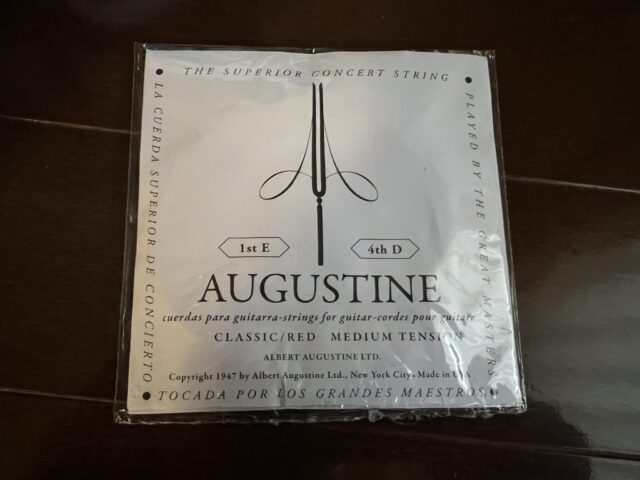 THE SUPERIOR CONCERT STRING
PLAYED BY THE GREAT MASTERS
LA CUERDA SUPERIOR DE CONCIERTO
1st E
4th D
AUGUSTINE
cuerdas para guitarra-strings for guitar-cordes pour guitare
CLASSIC/RED MEDIUM TENSION
ALBERT AUGUSTINE LTD.
Copyright 1947 by Albert Augustine Ltd., New York City. Made in USA
TOCADA POR LOS GRANDES MAESTROS